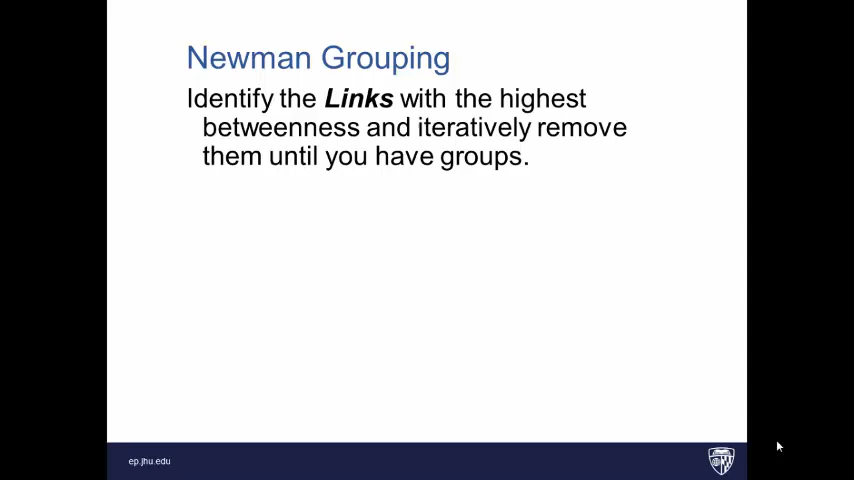 Newman Grouping
Identify the Links with the highest
betweenness and iteratively remove
them until you have groups.
ep.jhu.edu